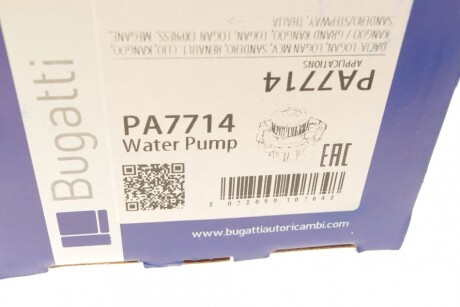 Bugatti
PA7714
APPLICATIONS
DACIA: LOGAN, LOGAN MCV, SANDERO, RENAULT CLIO, KANGOO,
KANGOO / GRAND KANGOO, LOGAN, LOGAN EXPRESS, MEGANE,
SANDERO/STEPWAY, THALIA
PA7714
Water Pump
EAC
www.bugattiautoricambi.com